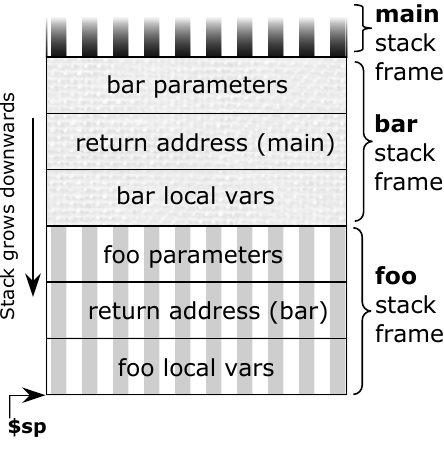 main
stack
frame
bar parameters
return address (main)
bar local vars
bar
stack
frame
Stack grows downwards
foo parameters
return address (bar)
foo local vars
foo
stack
frame
$sp